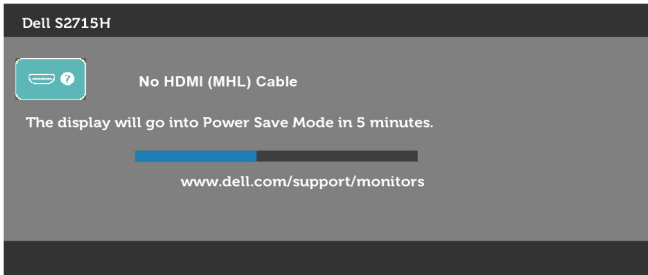 Dell S2715H
?
No HDMI (MHL) Cable
The display will go into Power Save Mode in 5 minutes.
www.dell.com/support/monitors